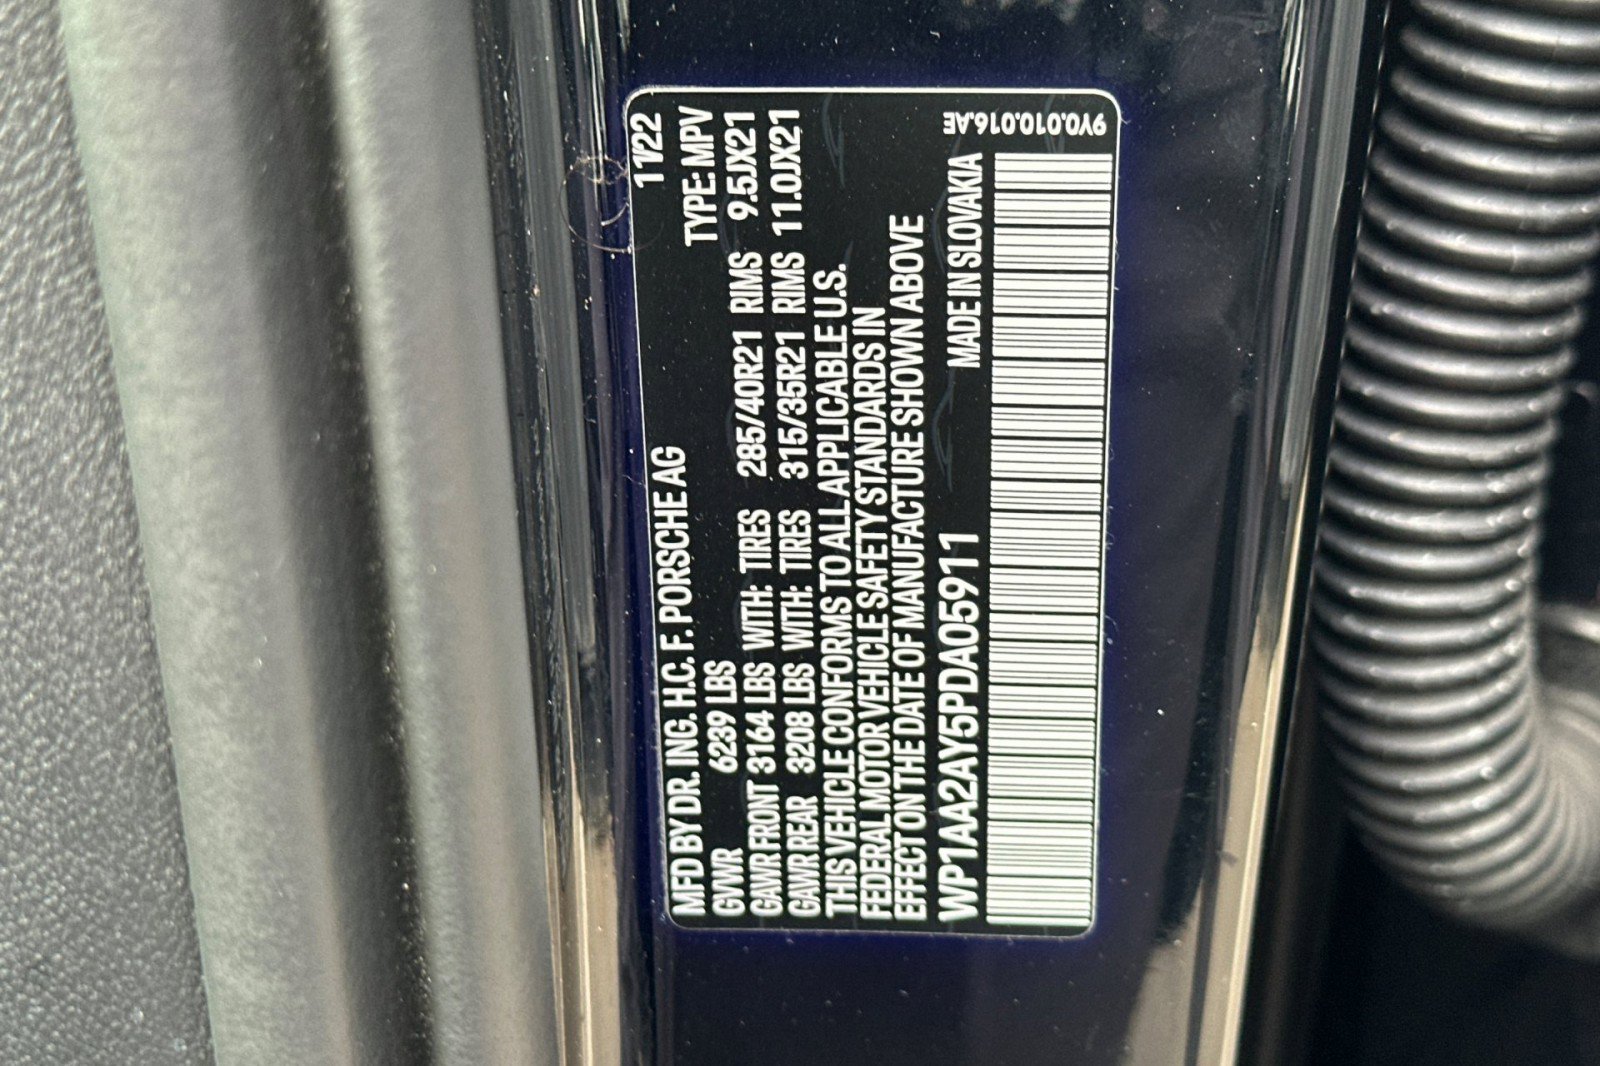 MFD BY DR. ING. H.C. F. PORSCHE AG 11/22
GVWR 6239 LBS TYPE: MPV
GAWR FRONT 3164 LBS WITH: TIRES 285/40R21 RIMS 9.5JX21
GAWR REAR 3208 LBS WITH: TIRES 315/35R21 RIMS 11.0JX21
THIS VEHICLE CONFORMS TO ALL APPLICABLE U.S.
FEDERAL MOTOR VEHICLE SAFETY STANDARDS IN
EFFECT ON THE DATE OF MANUFACTURE SHOWN ABOVE
WP1AA2AY5PDA05911 MADE IN SLOVAKIA
9Y0.010.016.AE